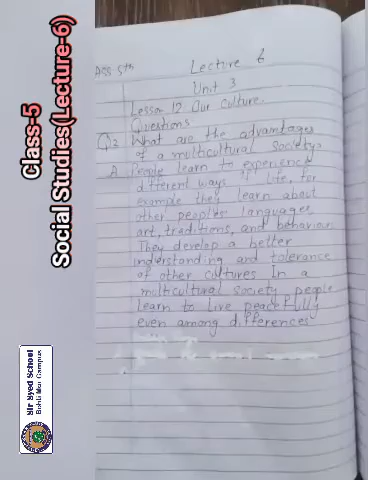 Class-5
Social Studies(Lecture-6)
Sir Syed School
ASS-5th Lecture 6
Unit 3
Lesson 12 Our Culture.
Questions
Q2 What are the advantages
of a multicultural society?
A People learn to experience
different ways of life, for
example they learn about
other peoples languages
art, traditions, and behaviour.
They develop a better
understanding and tolerance
of other cultures In a
multicultural society people
learn to live peacefully
even among differences